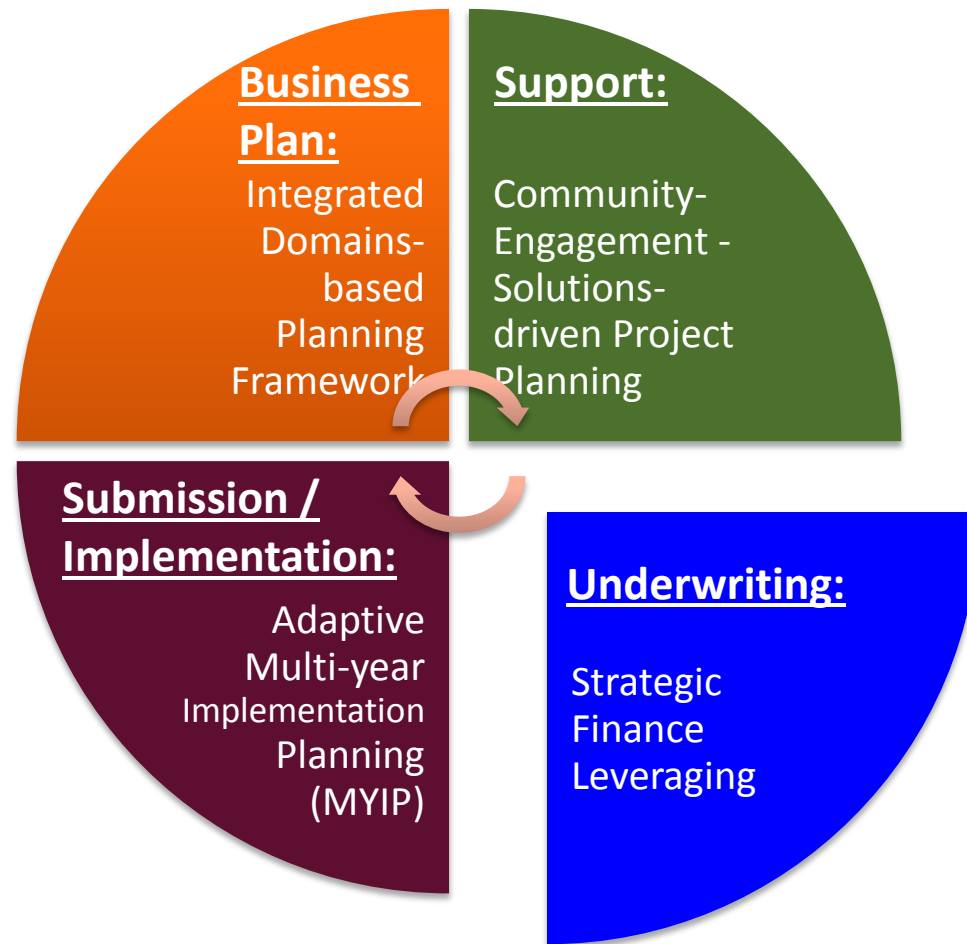 Business
Plan:
Integrated
Domains-
based
Planning
Framework
Support:
Community-
Engagement -
Solutions-
driven Project
Planning
Submission /
Implementation:
Adaptive
Multi-year
Implementation
Planning
(MYIP)
Underwriting:
Strategic
Finance
Leveraging